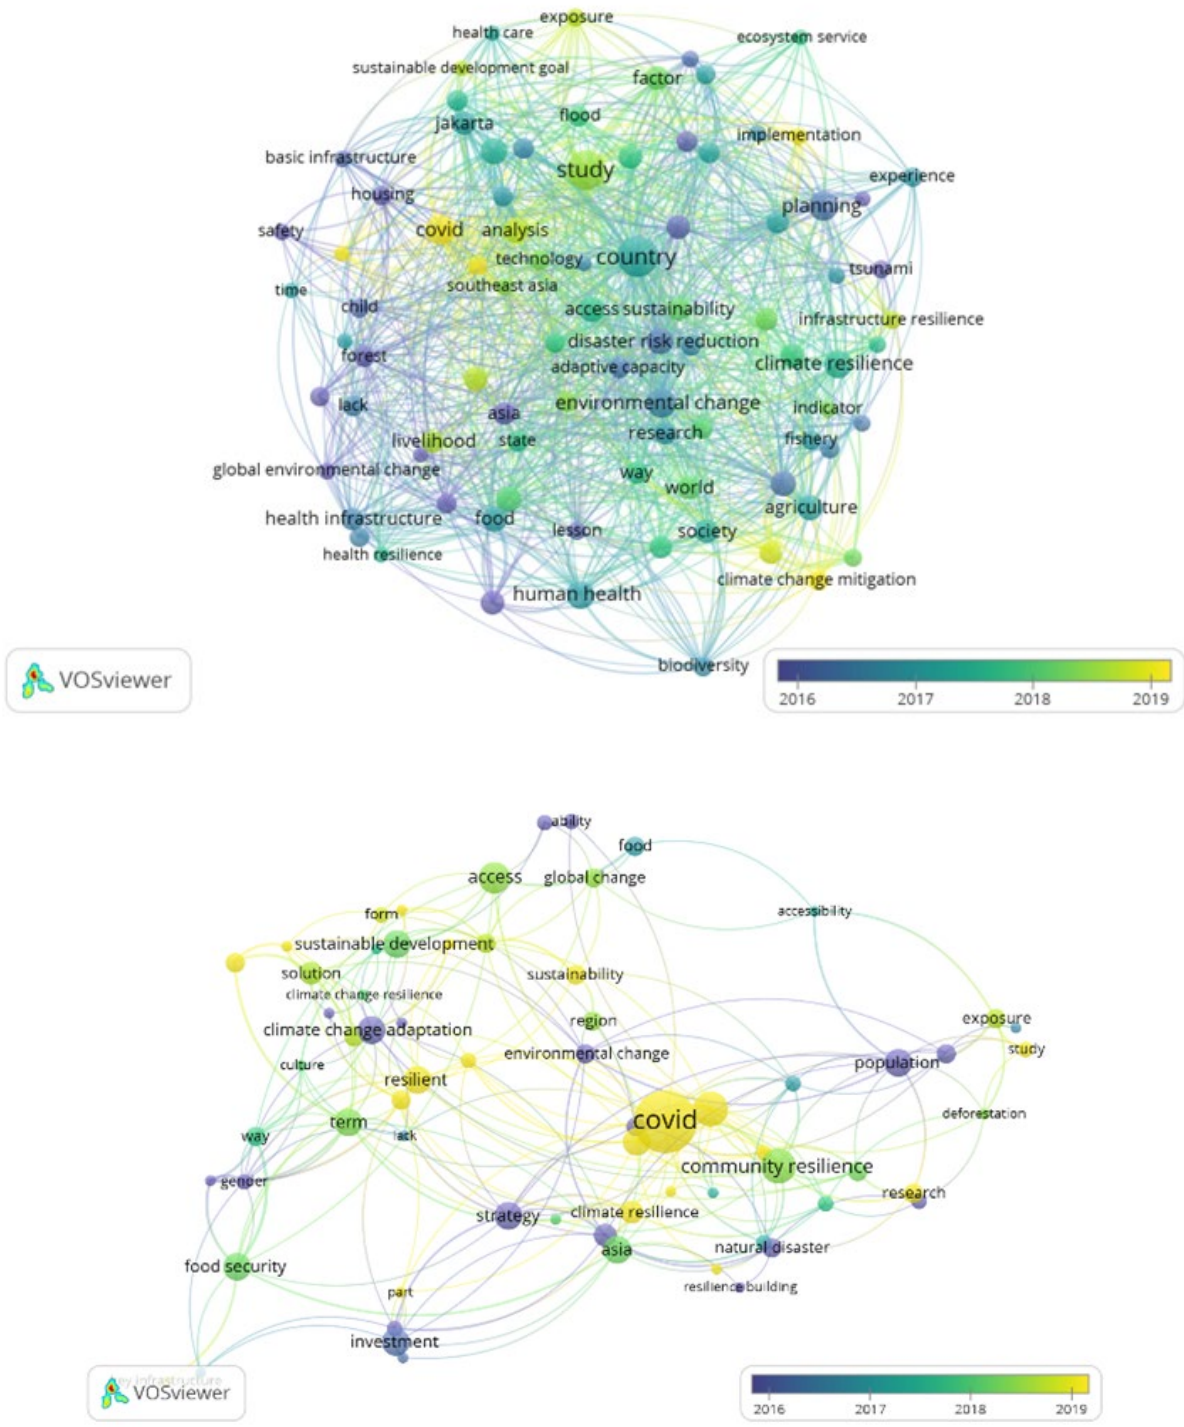 exposure
health care
ecosystem service
sustainable development goal
factor
flood
jakarta
implementation
basic infrastructure
study
experience
housing
planning
safety
covid
analysis
technology
country
tsunami
southeast asia
time
child
access sustainability
infrastructure resilience
disaster risk reduction
forest
adaptive capacity
climate resilience
lack
asia
environmental change
indicator
livelihood
state
research
fishery
global environmental change
way
world
health infrastructure
food
lesson
society
agriculture
health resilience
climate change mitigation
human health
biodiversity
VOSviewer
2016 2017 2018 2019
ability
food
access
global change
accessibility
form
sustainable development
solution
sustainability
climate change resilience
region
exposure
climate change adaptation
environmental change
study
culture
population
resilient
covid
deforestation
term
lack
way
community resilience
gender
research
strategy
climate resilience
asia
natural disaster
food security
part
resilience building
investment
key infrastructure
VOSviewer
2016 2017 2018 2019